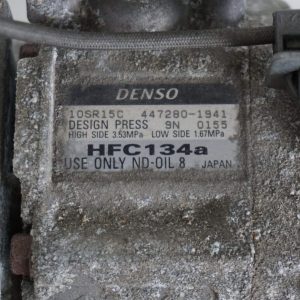 DENSO
10SR15C 447280-1941
DESIGN PRESS 9N 0155
HIGH SIDE 3.53MPa LOW SIDE 1.67MPa
HFC134a
USE ONLY ND-OIL 8 JAPAN